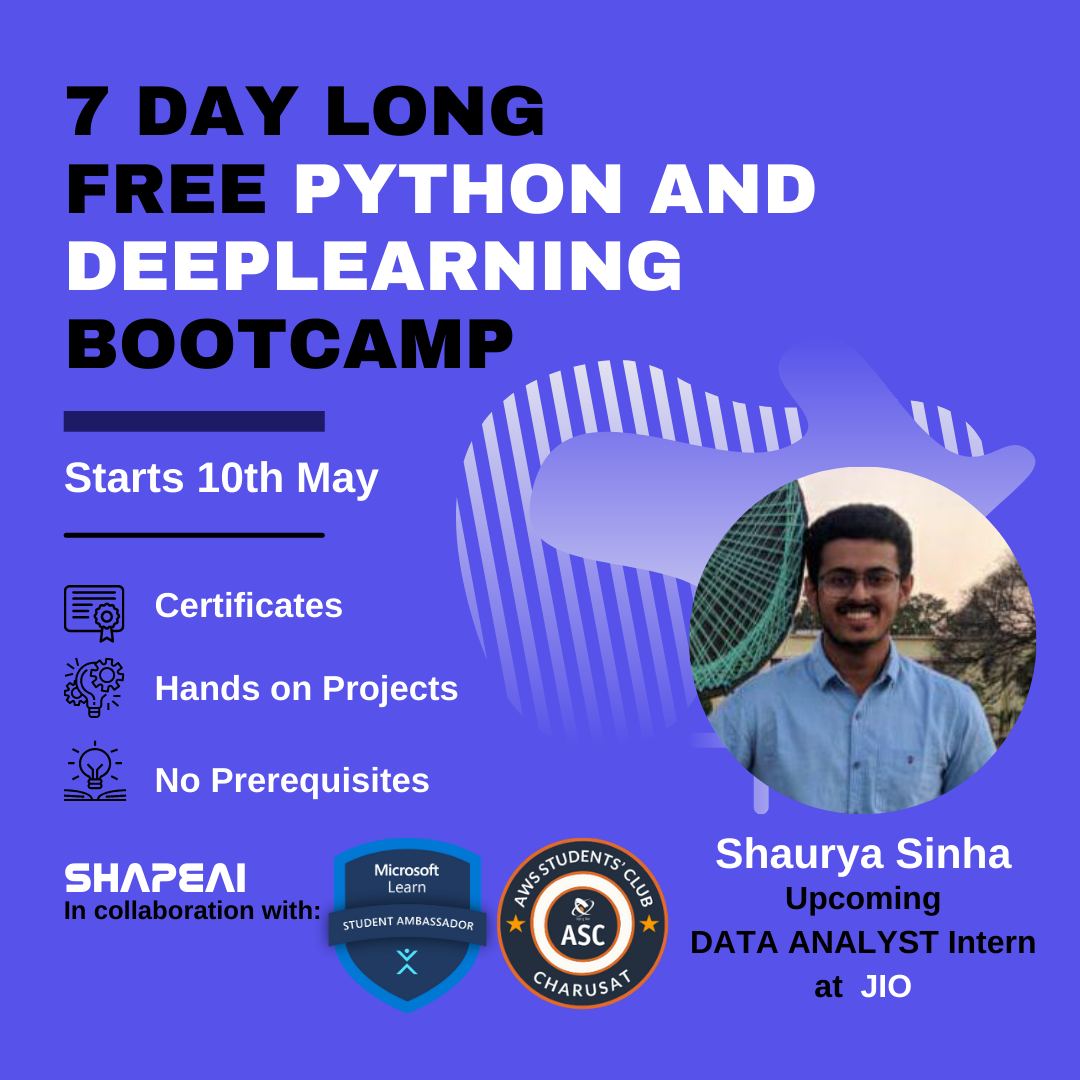 7 DAY LONG
FREE PYTHON AND
DEEPLEARNING
BOOTCAMP
Starts 10th May
Certificates
Hands on Projects
No Prerequisites
SHAPEAI
In collaboration with:
Microsoft
Learn
STUDENT AMBASSADOR
AWS STUDENTS' CLUB
ASC
CHARUSAT
Shaurya Sinha
Upcoming
DATA ANALYST Intern
at JIO